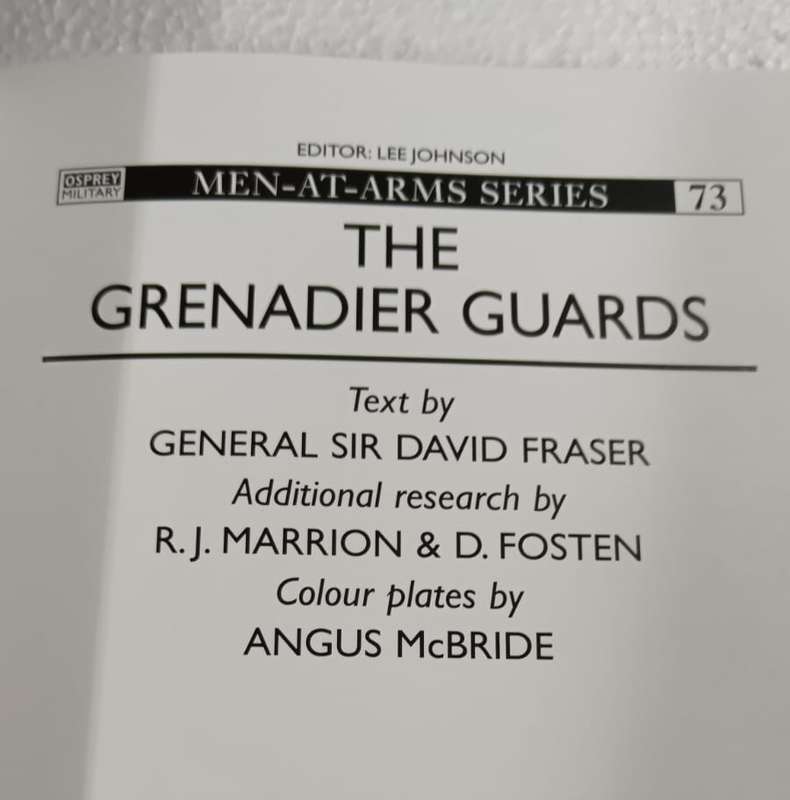 EDITOR: LEE JOHNSON
OSPREY
MILITARY
MEN-AT-ARMS SERIES
73
THE
GRENADIER GUARDS
Text by
GENERAL SIR DAVID FRASER
Additional research by
R. J. MARRION & D. FOSTEN
Colour plates by
ANGUS McBRIDE